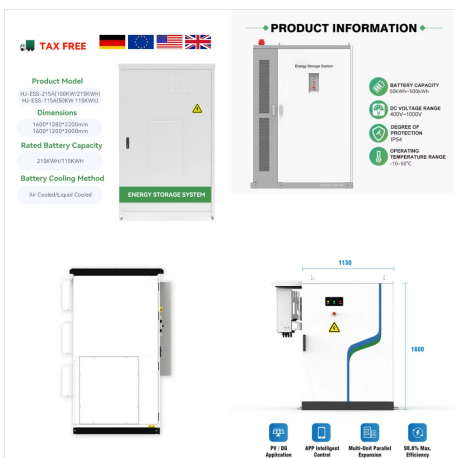 TAX FREE
Product Model
HJ-ESS-215A(100KW/215KWh)
HJ-ESS-115A(50KW 115KWh)
Dimensions
1600*1280*2200mm
1600*1200*2000mm
Rated Battery Capacity
215KWH/115KWH
Battery Cooling Method
Air Cooled/Liquid Cooled
ENERGY STORAGE SYSTEM
PRODUCT INFORMATION
Energy Storage System
BATTERY CAPACITY
50kWh~500kWh
DC VOLTAGE RANGE
400V~1000V
DEGREE OF
PROTECTION
IP54
OPERATING
TEMPERATURE RANGE
-10-50°C
1130
1600
PV / DG
Application
APP Intelligent
Control
Multi-Unit Parallel
Expansion
98.8% Max.
Efficiency